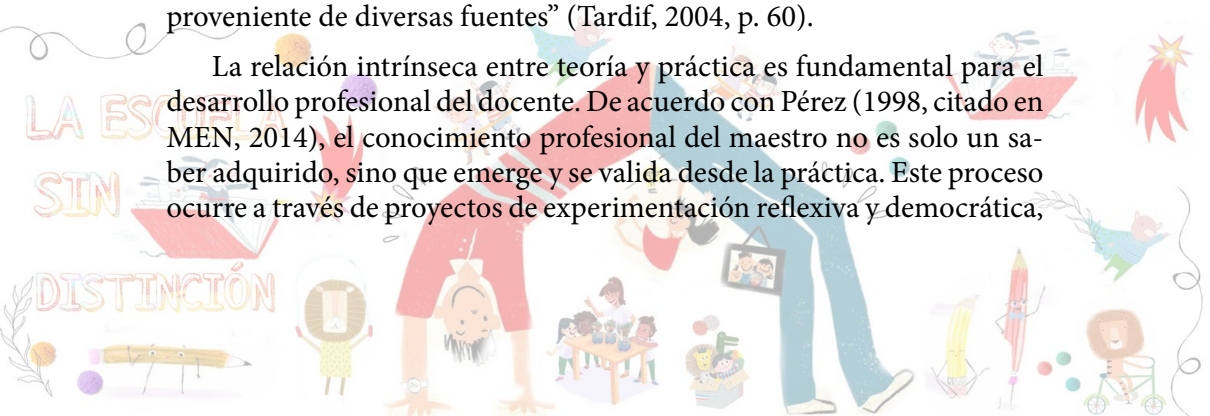 proveniente de diversas fuentes” (Tardif, 2004, p. 60).
La relación intrínseca entre teoría y práctica es fundamental para el
desarrollo profesional del docente. De acuerdo con Pérez (1998, citado en
MEN, 2014), el conocimiento profesional del maestro no es solo un sa-
ber adquirido, sino que emerge y se valida desde la práctica. Este proceso
ocurre a través de proyectos de experimentación reflexiva y democrática,
LA ESCUELA
SIN
DISTINCIÓN